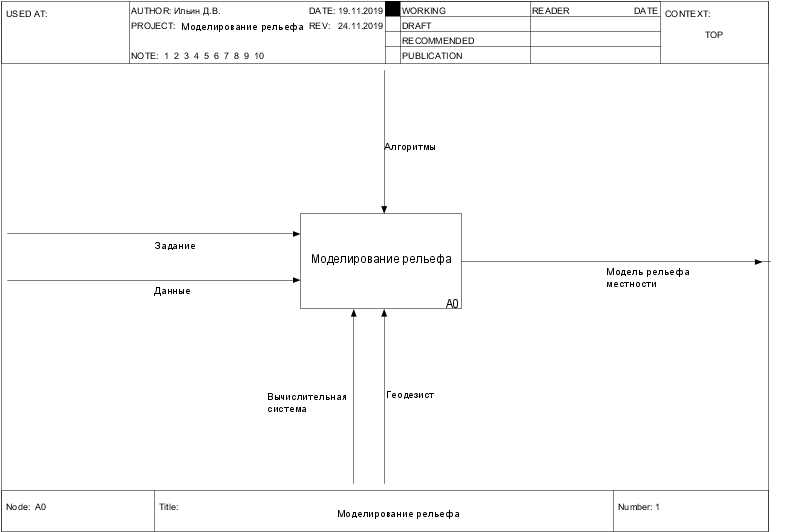 USED AT:
AUTHOR: Ильин Д.В.
DATE: 19.11.2019
PROJECT: Моделирование рельефа
REV: 24.11.2019
NOTE: 1 2 3 4 5 6 7 8 9 10
WORKING
DRAFT
RECOMMENDED
PUBLICATION
READER
DATE
CONTEXT:
TOP
Алгоритмы
Задание
Данные
Моделирование рельефа
A0
Модель рельефа
местности
Вычислительная
система
Геодезист
Node: A0
Title:
Моделирование рельефа
Number: 1